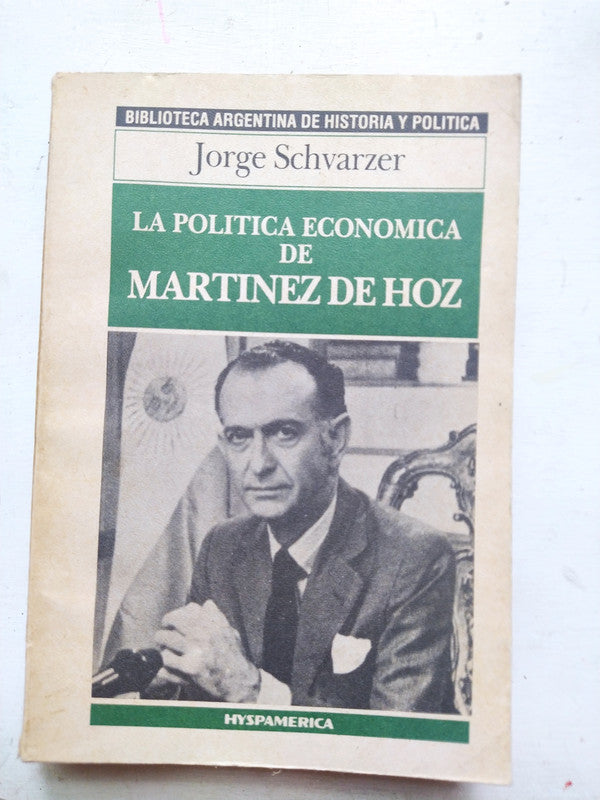 BIBLIOTECA ARGENTINA DE HISTORIA Y POLITICA
Jorge Schvarzer
LA POLITICA ECONOMICA
DE
MARTINEZ DE HOZ
HYSPAMERICA